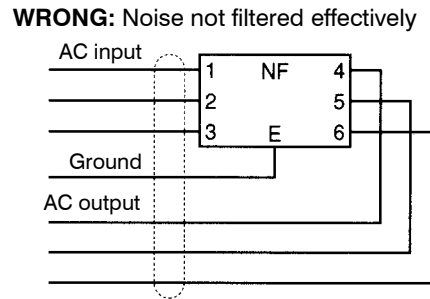 WRONG: Noise not filtered effectively
AC input
1 NF 4
2 5
3 E 6
Ground
AC output